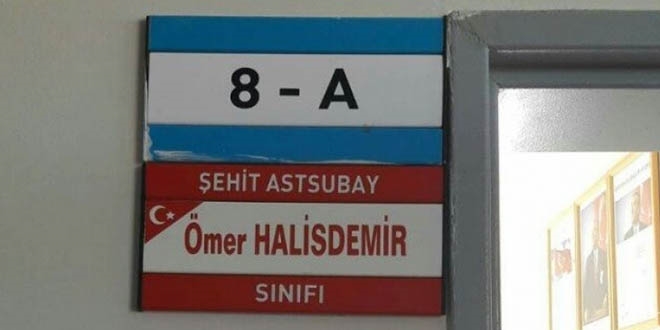 8 - A
ŞEHİT ASTSUBAY
Ömer HALİSDEMİR
SINIFI